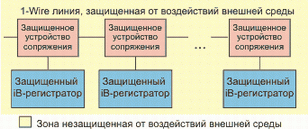 1-Wire линия, защищенная от воздействий внешней среды
Защищенное
устройство
сопряжения
Защищенное
устройство
сопряжения
...
Защищенное
устройство
сопряжения
Защищенный
iB-регистратор
Защищенный
iB-регистратор
Защищенный
iB-регистратор
Зона незащищенная от воздействий внешней среды